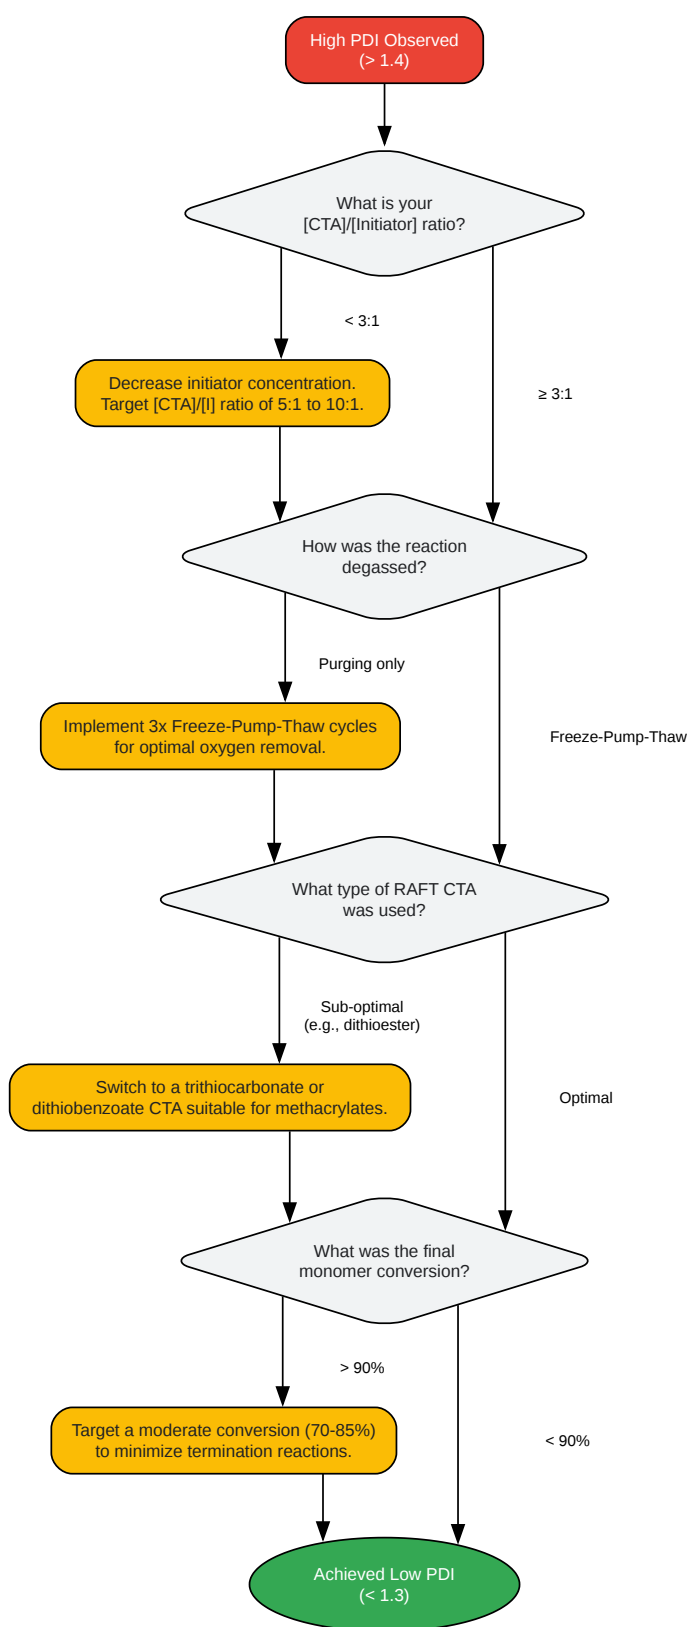 High PDI Observed
(> 1.4)
What is your
[CTA]/[Initiator] ratio?
< 3:1
Decrease initiator concentration.
Target [CTA]/[I] ratio of 5:1 to 10:1.
≥ 3:1
How was the reaction
degassed?
Purging only
Implement 3x Freeze-Pump-Thaw cycles
for optimal oxygen removal.
Freeze-Pump-Thaw
What type of RAFT CTA
was used?
Sub-optimal
(e.g., dithioester)
Switch to a trithiocarbonate or
dithiobenzoate CTA suitable for methacrylates.
Optimal
What was the final
monomer conversion?
> 90%
Target a moderate conversion (70-85%)
to minimize termination reactions.
< 90%
Achieved Low PDI
(< 1.3)